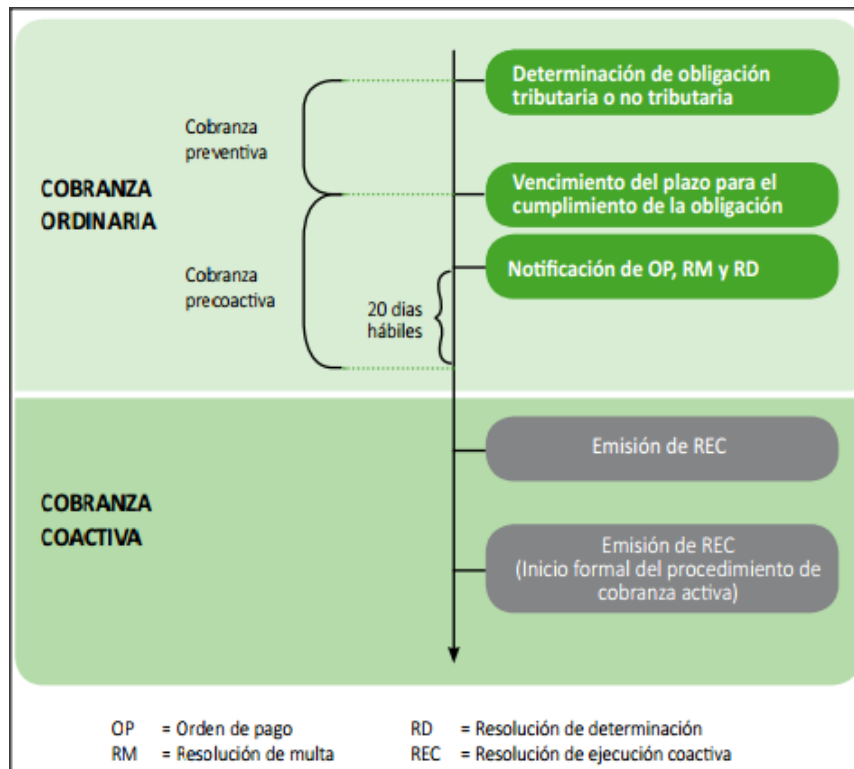 Determinación de obligación
tributaria o no tributaria
Cobranza
preventiva
COBRANZA
ORDINARIA
Vencimiento del plazo para el
cumplimiento de la obligación
Notificación de OP, RM y RD
Cobranza
precoactiva
20 dias
hábiles
COBRANZA
COACTIVA
Emisión de REC
Emisión de REC
(Inicio formal del procedimiento de
cobranza activa)
OP = Orden de pago
RM = Resolución de multa
RD = Resolución de determinación
REC = Resolución de ejecución coactiva